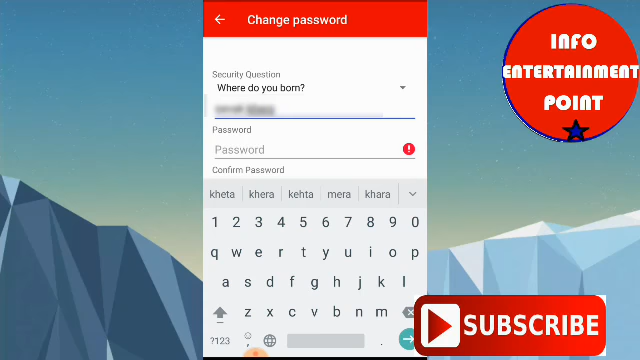 Change password
INFO
ENTERTAINMENT
POINT
Security Question
Where do you born?
Password
Password
Confirm Password
kheta khera kehta mera khara
1 2 3 4 5 6 7 8 9 0
q w e r t y u i o p
a s d f g h j k l
z x c v b n m
?123 , .
SUBSCRIBE